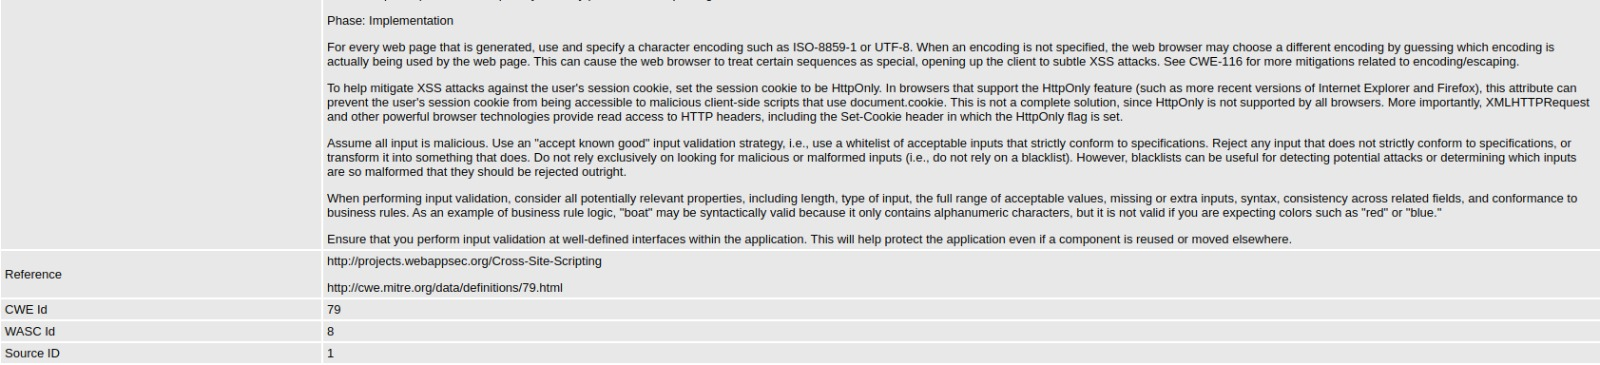 Phase: Implementation
For every web page that is generated, use and specify a character encoding such as ISO-8859-1 or UTF-8. When an encoding is not specified, the web browser may choose a different encoding by guessing which encoding is
actually being used by the web page. This can cause the web browser to treat certain sequences as special, opening up the client to subtle XSS attacks. See CWE-116 for more mitigations related to encoding/escaping.
To help mitigate XSS attacks against the user's session cookie, set the session cookie to be HttpOnly. In browsers that support the HttpOnly feature (such as more recent versions of Internet Explorer and Firefox), this attribute can
prevent the user's session cookie from being accessible to malicious client-side scripts that use document.cookie. This is not a complete solution, since HttpOnly is not supported by all browsers. More importantly, XMLHTTPRequest
and other powerful browser technologies provide read access to HTTP headers, including the Set-Cookie header in which the HttpOnly flag is set.
Assume all input is malicious. Use an "accept known good" input validation strategy, i.e., use a whitelist of acceptable inputs that strictly conform to specifications. Reject any input that does not strictly conform to specifications, or
transform it into something that does. Do not rely exclusively on looking for malicious or malformed inputs (i.e., do not rely on a blacklist). However, blacklists can be useful for detecting potential attacks or determining which inputs
are so malformed that they should be rejected outright.
When performing input validation, consider all potentially relevant properties, including length, type of input, the full range of acceptable values, missing or extra inputs, syntax, consistency across related fields, and conformance to
business rules. As an example of business rule logic, "boat" may be syntactically valid because it only contains alphanumeric characters, but it is not valid if you are expecting colors such as "red" or "blue."
Ensure that you perform input validation at well-defined interfaces within the application. This will help protect the application even if a component is reused or moved elsewhere.
Reference
http://projects.webappsec.org/Cross-Site-Scripting
http://cwe.mitre.org/data/definitions/79.html
CWE Id 79
WASC Id 8
Source ID 1